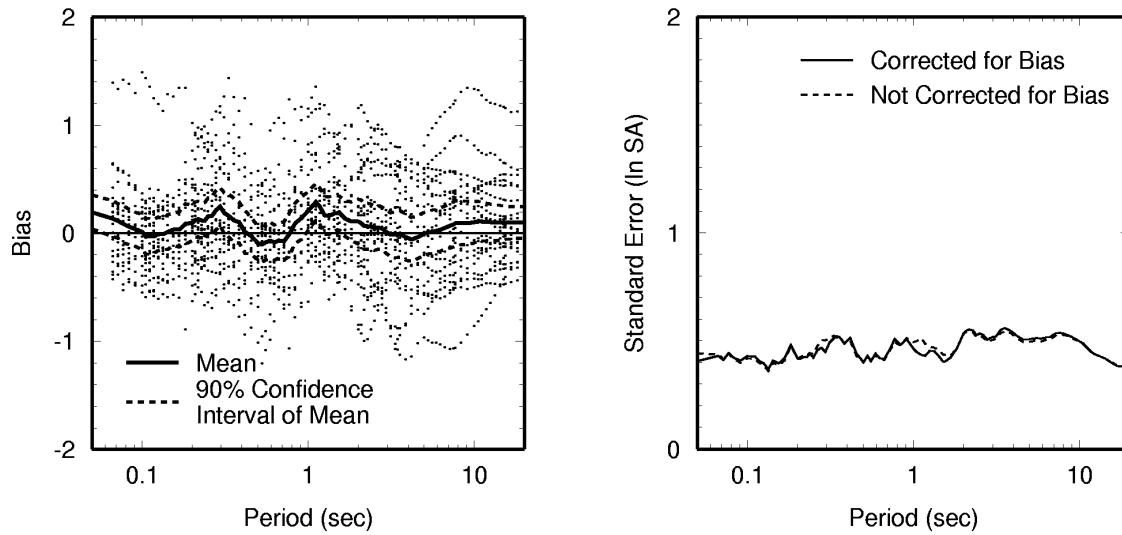 2
1
0
-1
-2
Bias
Mean
90% Confidence
Interval of Mean
0.1
1
10
Period (sec)
2
1
0
Standard Error (ln SA)
Corrected for Bias
Not Corrected for Bias
0.1
1
10
Period (sec)